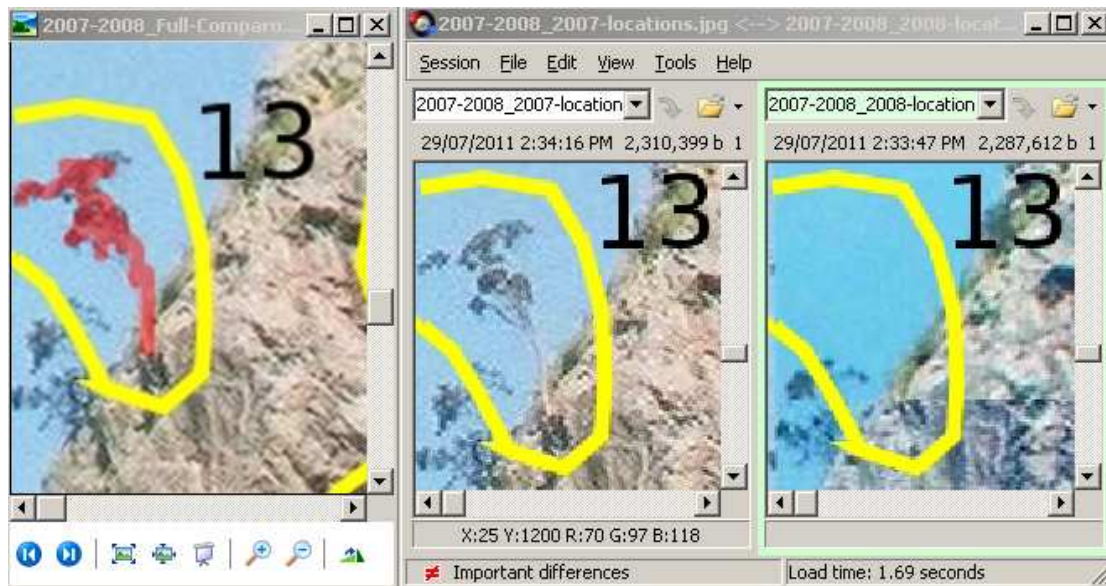 2007-2008_Full-Comparo...
13
2007-2008_2007-locations.jpg <--> 2007-2008_2008-locat...
Session File Edit View Tools Help
2007-2008_2007-location
29/07/2011 2:34:16 PM 2,310,399 b 1
13
X:25 Y:1200 R:70 G:97 B:118
2007-2008_2008-location
29/07/2011 2:33:47 PM 2,287,612 b 1
13
Important differences
Load time: 1.69 seconds